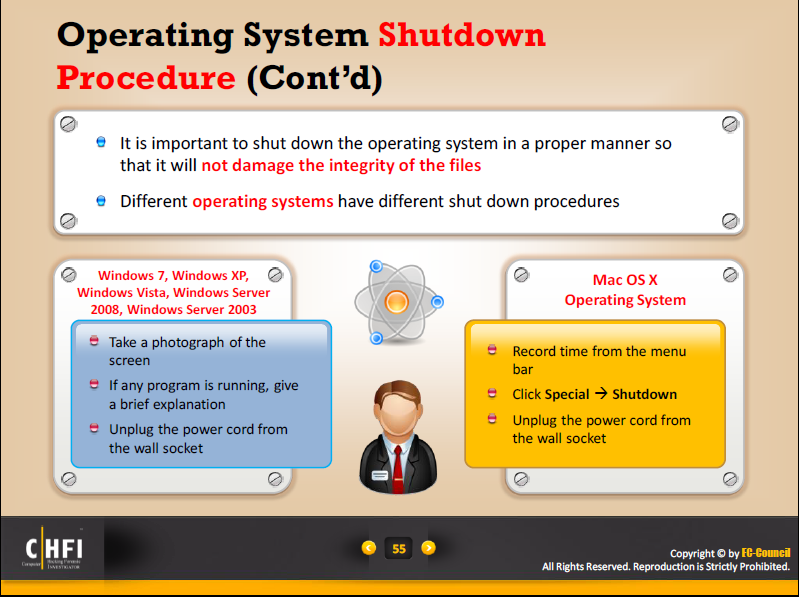 Operating System Shutdown
Procedure (Cont’d)
It is important to shut down the operating system in a proper manner so
that it will not damage the integrity of the files
Different operating systems have different shut down procedures
Windows 7, Windows XP,
Windows Vista, Windows Server
2008, Windows Server 2003
Take a photograph of the
screen
If any program is running, give
a brief explanation
Unplug the power cord from
the wall socket
Mac OS X
Operating System
Record time from the menu
bar
Click Special → Shutdown
Unplug the power cord from
the wall socket
CHFI
Computer Hacking Forensic
INVESTIGATOR
55
Copyright © by EC-Council
All Rights Reserved. Reproduction is Strictly Prohibited.